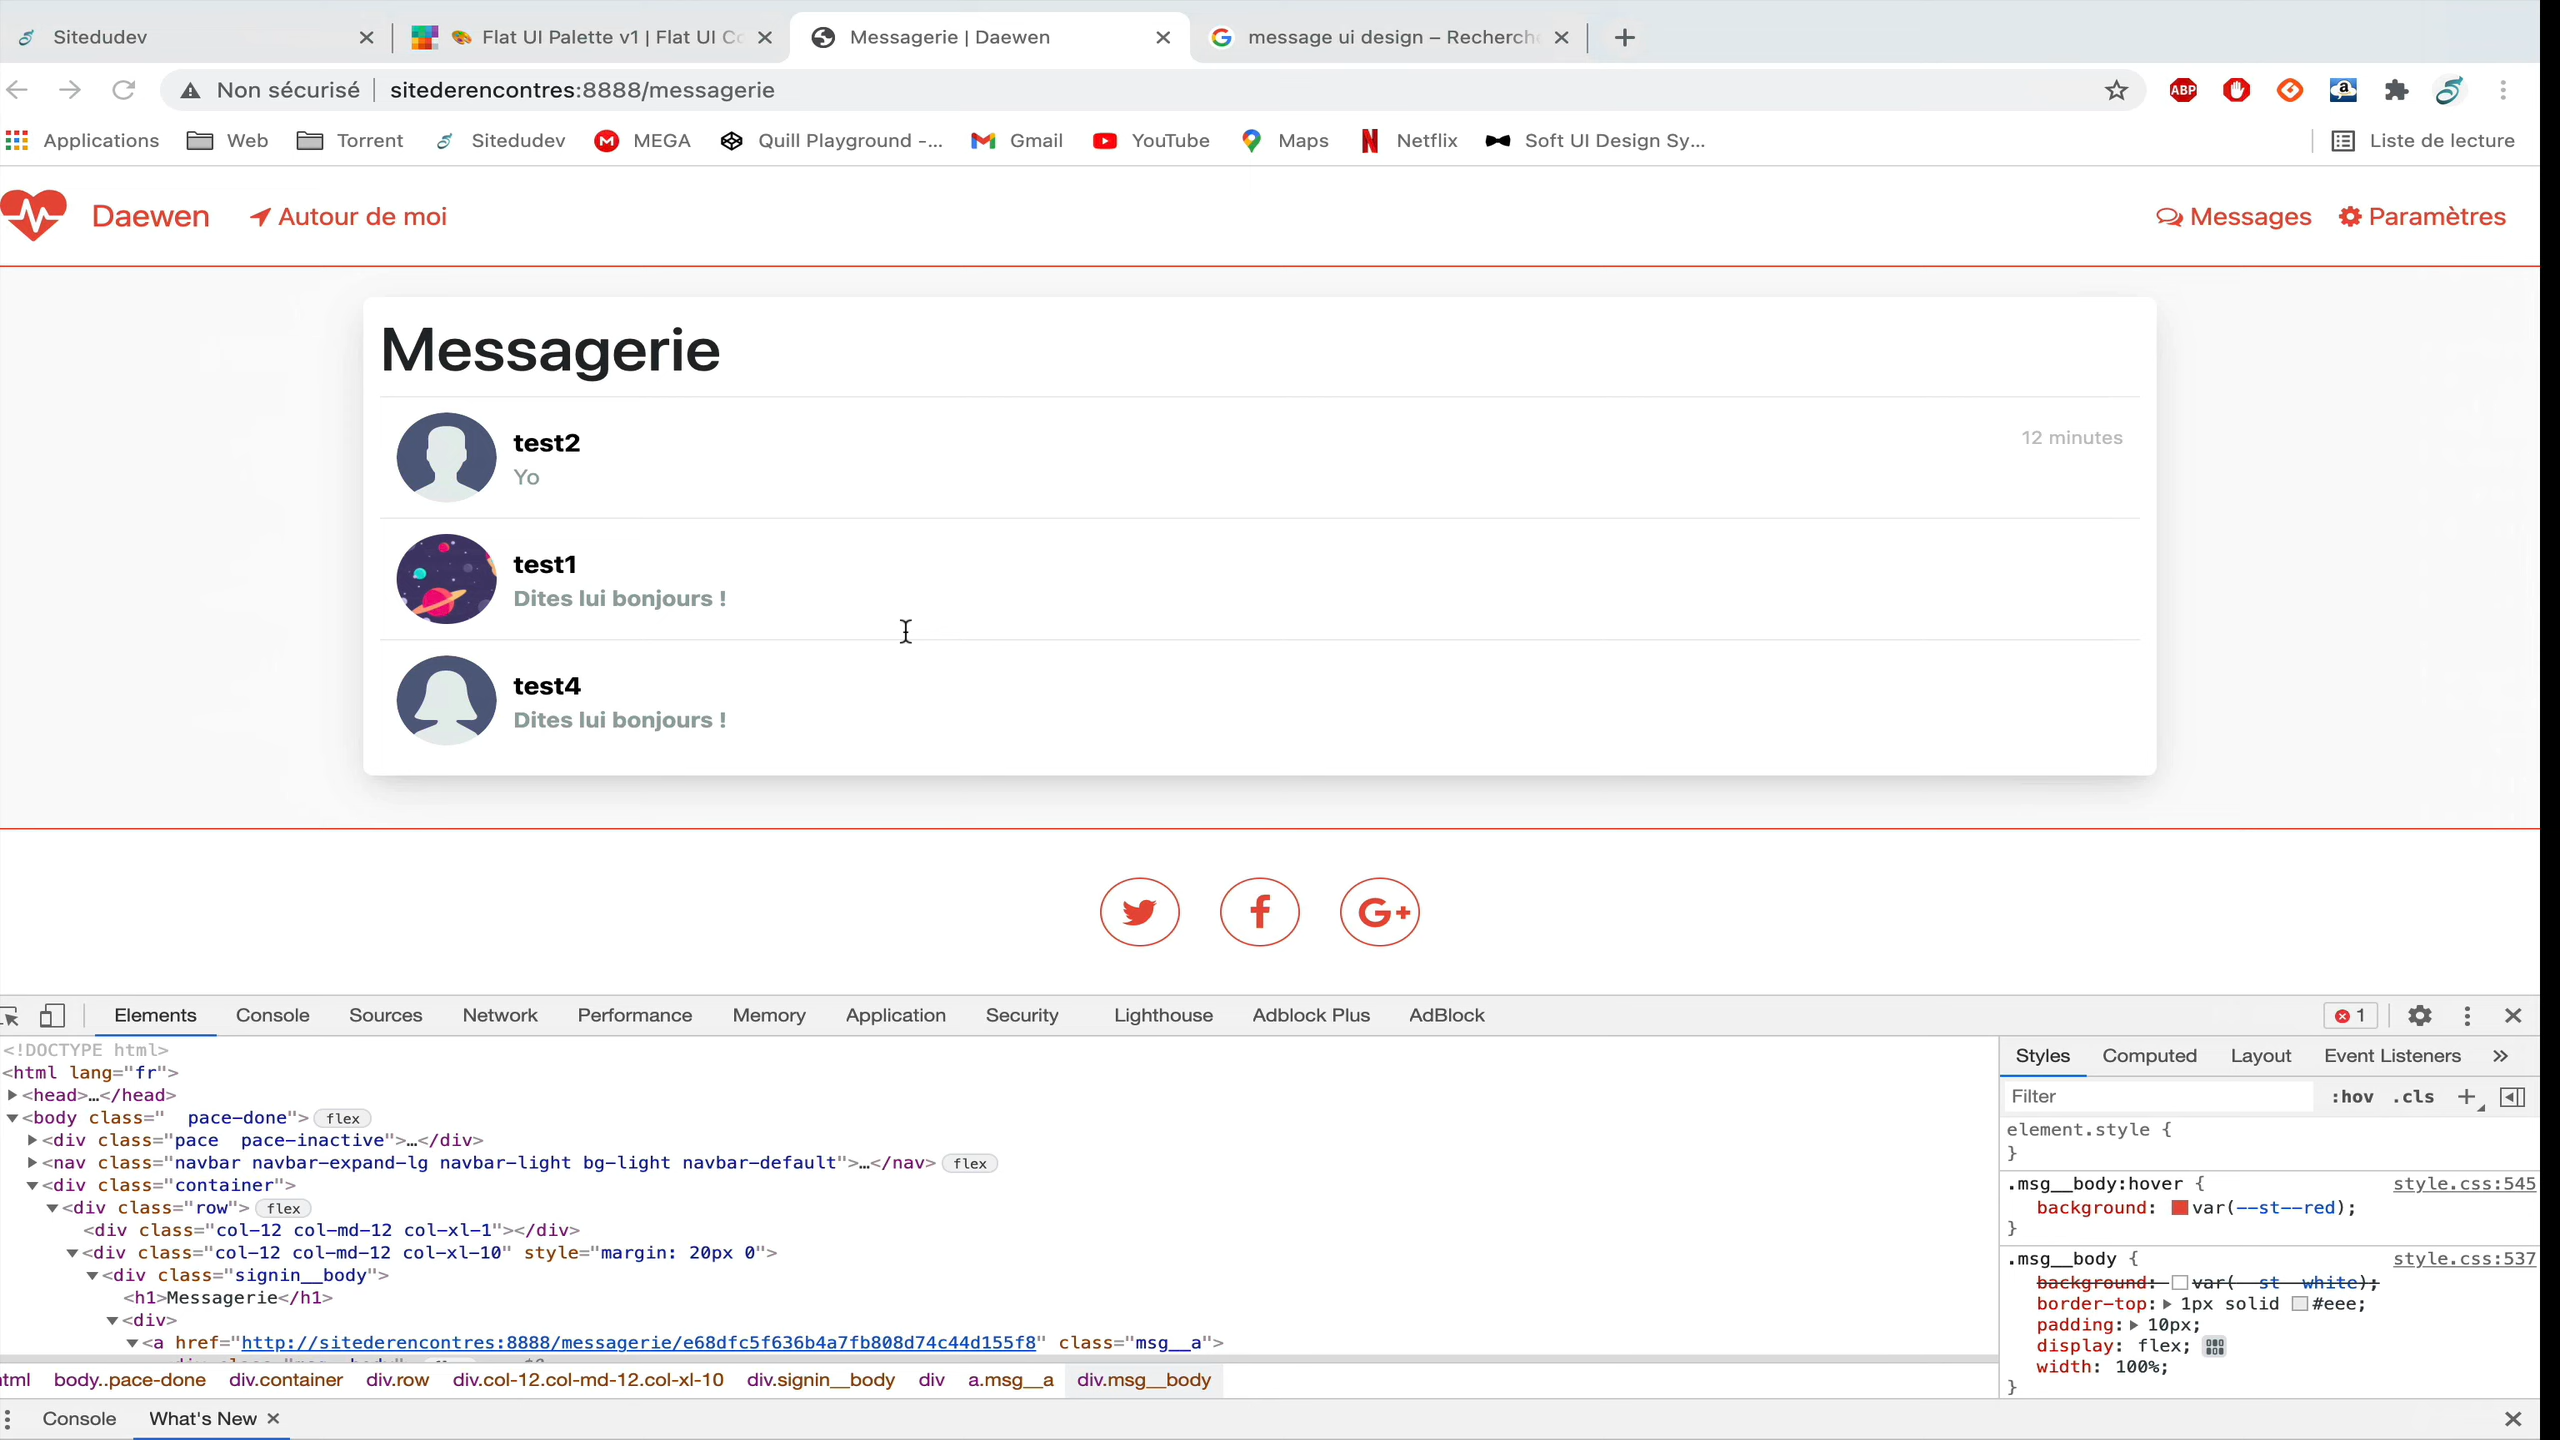 Sitedudev
Flat UI Palette v1 | Flat UI Co
Messagerie | Daewen
message ui design – Recherch
Non sécurisé
sitederencontres:8888/messagerie
ABP
Applications
Web
Torrent
Sitedudev
MEGA
Quill Playground -...
Gmail
YouTube
Maps
Netflix
Soft UI Design Sy...
Liste de lecture
Daewen
Autour de moi
Messages
Paramètres
Messagerie
test2
12 minutes
Yo
test1
Dites lui bonjours !
test4
Dites lui bonjours !
Elements
Console
Sources
Network
Performance
Memory
Application
Security
Lighthouse
Adblock Plus
AdBlock
1
<!DOCTYPE html>
<html lang="fr">
<head>…</head>
<body class="  pace-done"> flex
<div class="pace  pace-inactive">…</div>
<nav class="navbar navbar-expand-lg navbar-light bg-light navbar-default">…</nav> flex
<div class="container">
<div class="row"> flex
<div class="col-12 col-md-12 col-xl-1"></div>
<div class="col-12 col-md-12 col-xl-10" style="margin: 20px 0">
<div class="signin__body">
<h1>Messagerie</h1>
<div>
<a href="http://sitederencontres:8888/messagerie/e68dfc5f636b4a7fb808d74c44d155f8" class="msg__a">
tml
body..pace-done
div.container
div.row
div.col-12.col-md-12.col-xl-10
div.signin__body
div
a.msg__a
div.msg__body
Styles
Computed
Layout
Event Listeners
»
Filter
:hov
.cls
element.style {
}
.msg__body:hover {
style.css:545
background: var(--st--red);
}
.msg__body {
style.css:537
background: var(--st--white);
border-top: 1px solid #eee;
padding: 10px;
display: flex;
width: 100%;
}
Console
What's New